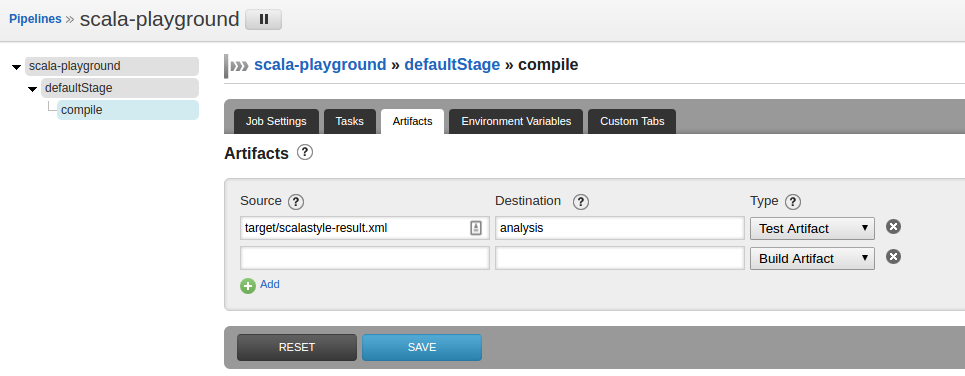 Pipelines » scala-playground
scala-playground
defaultStage
compile
scala-playground » defaultStage » compile
Job Settings Tasks Artifacts Environment Variables Custom Tabs
Artifacts ?
Source ? Destination ? Type ?
target/scalastyle-result.xml analysis Test Artifact
Build Artifact
Add
RESET SAVE